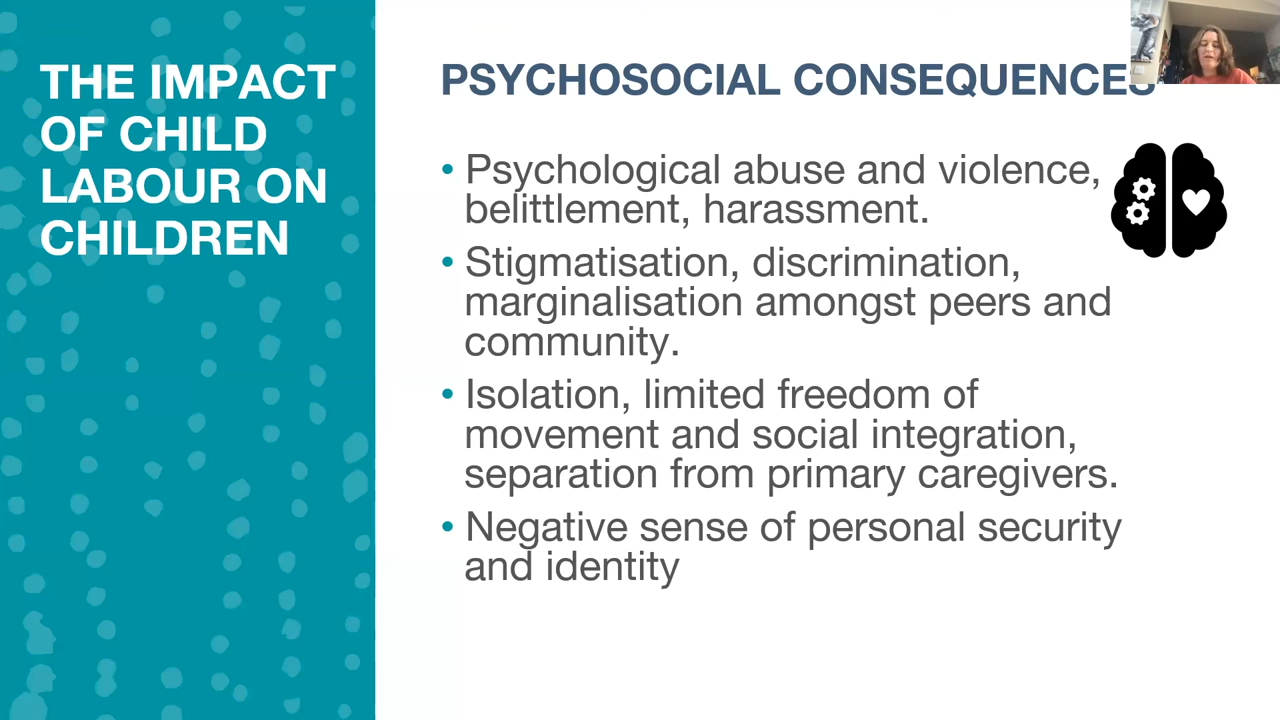 THE IMPACT
OF CHILD
LABOUR ON
CHILDREN
PSYCHOSOCIAL CONSEQUENCES
• Psychological abuse and violence,
belittlement, harassment.
• Stigmatisation, discrimination,
marginalisation amongst peers and
community.
• Isolation, limited freedom of
movement and social integration,
separation from primary caregivers.
• Negative sense of personal security
and identity